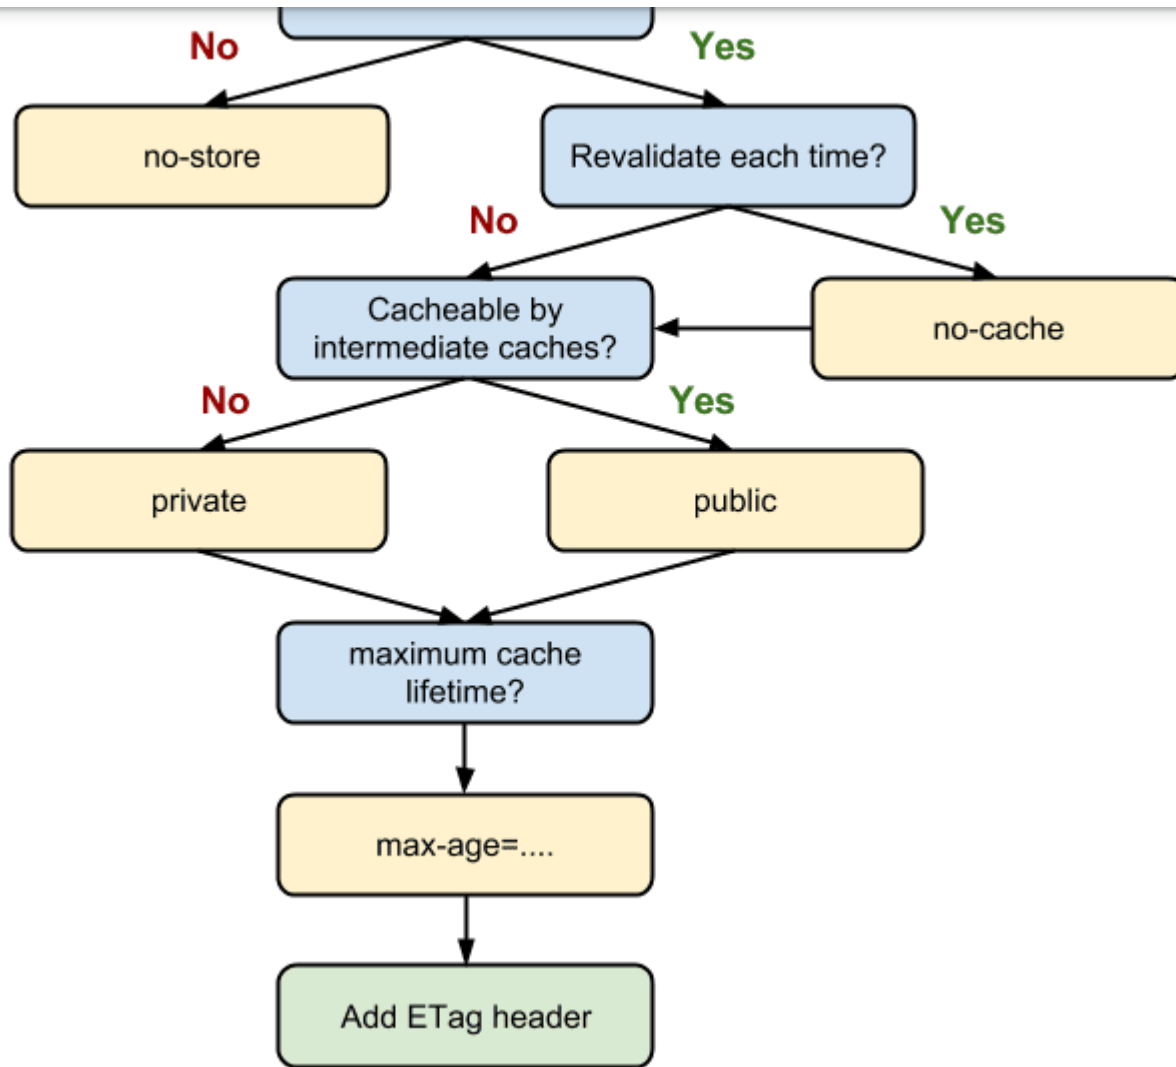 No
Yes
no-store
Revalidate each time?
No
Yes
Cacheable by
intermediate caches?
no-cache
No
Yes
private
public
maximum cache
lifetime?
max-age=....
Add ETag header